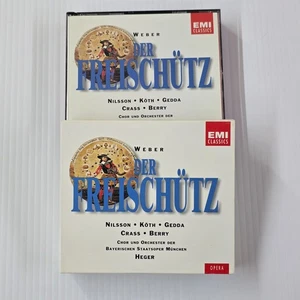 EMI
CLASSICS
WEBER
DER
FREISCHÜTZ
NILSSON • KÖTH • GEDDA
CRASS • BERRY
CHOR UND ORCHESTER DER
EMI
CLASSICS
WEBER
DER
FREISCHÜTZ
NILSSON • KÖTH • GEDDA
CRASS • BERRY
CHOR UND ORCHESTER DER
BAYERISCHEN STAATSOPER MÜNCHEN
HEGER
OPERA